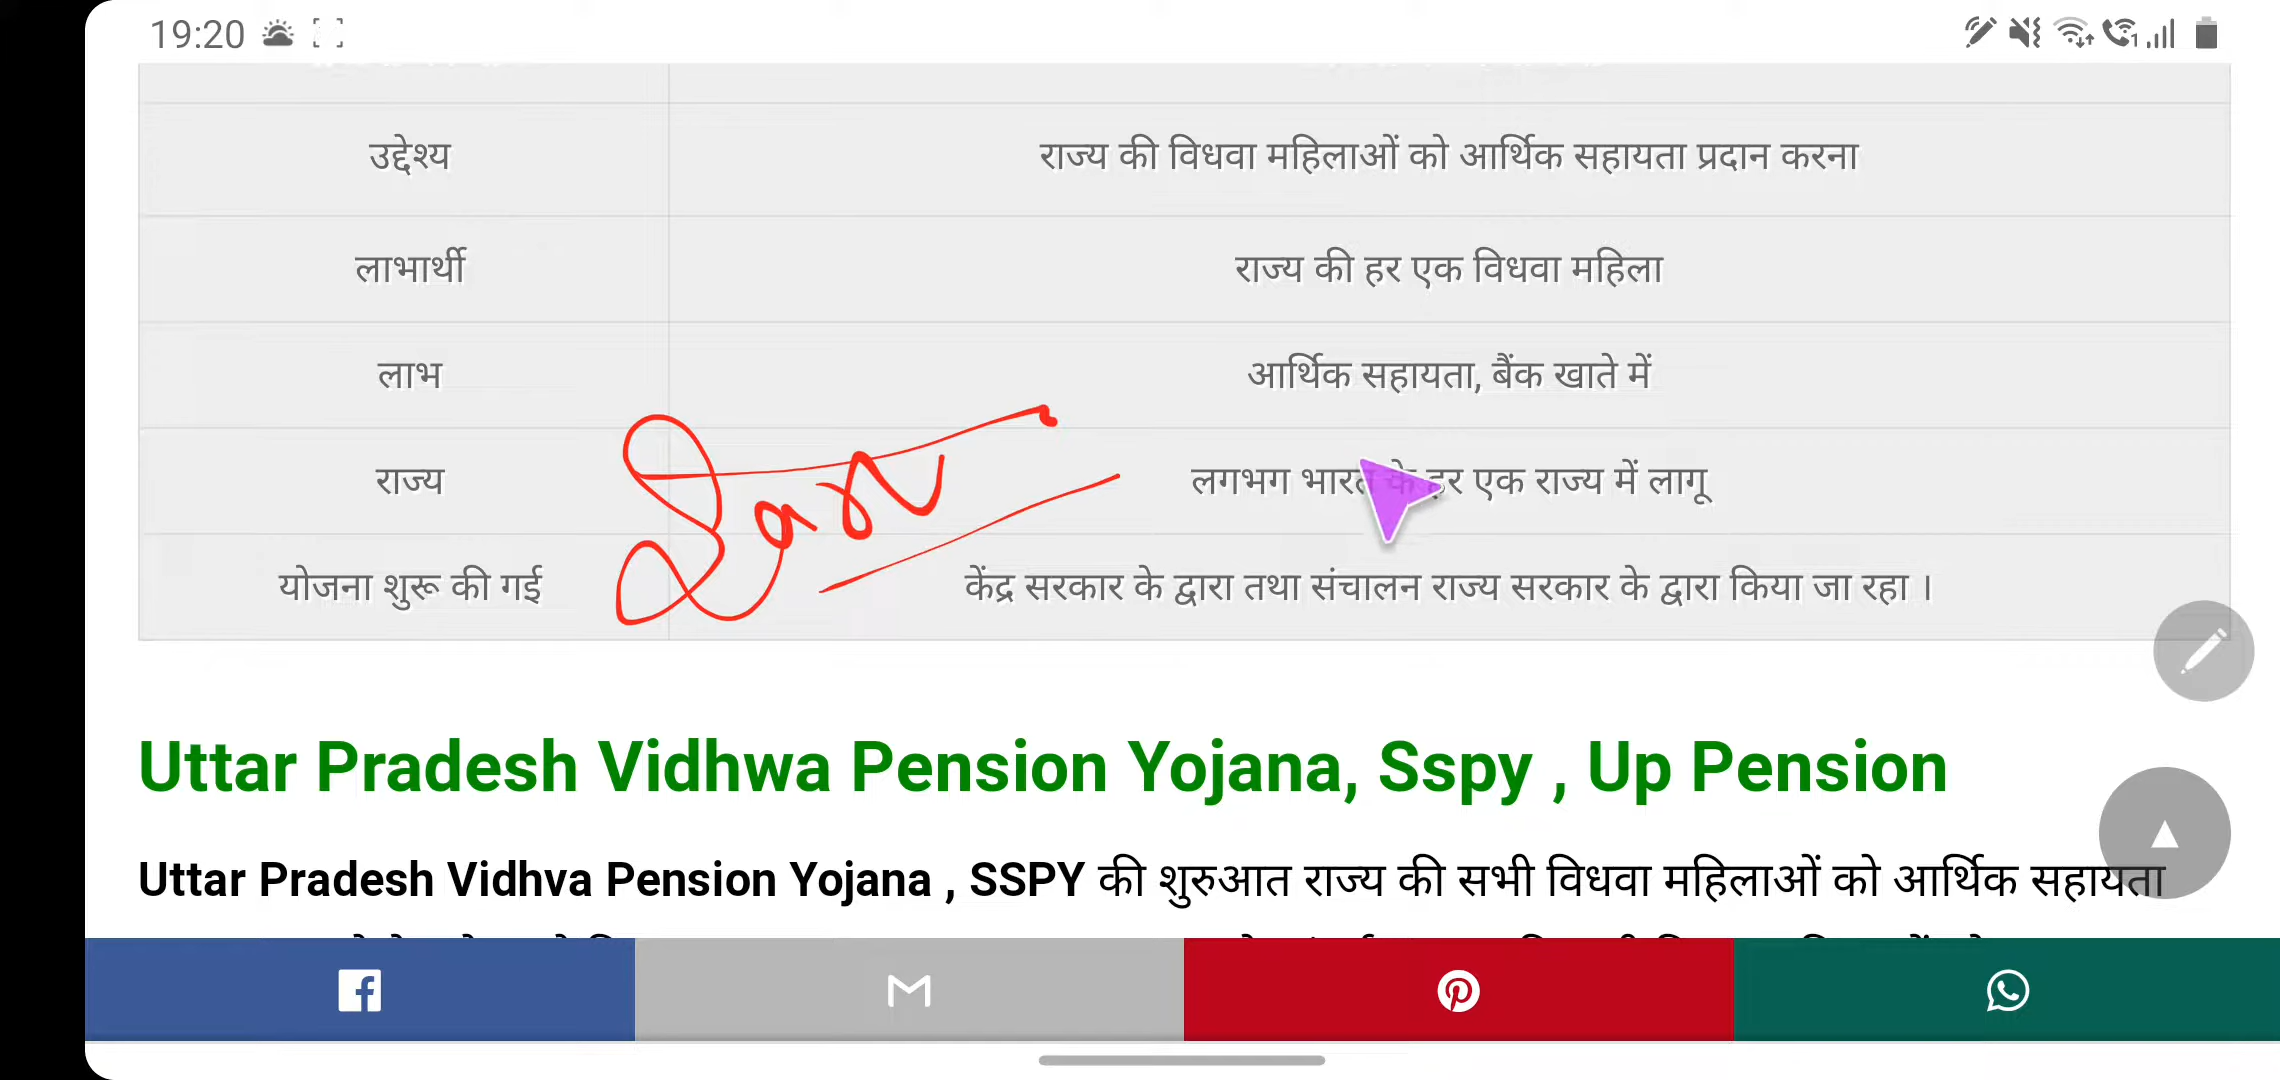 19:20
उद्देश्य राज्य की विधवा महिलाओं को आर्थिक सहायता प्रदान करना
लाभार्थी राज्य की हर एक विधवा महिला
लाभ आर्थिक सहायता, बैंक खाते में
राज्य लगभग भारत के हर एक राज्य में लागू
योजना शुरू की गई केंद्र सरकार के द्वारा तथा संचालन राज्य सरकार के द्वारा किया जा रहा ।
Uttar Pradesh Vidhwa Pension Yojana, Sspy , Up Pension
Uttar Pradesh Vidhva Pension Yojana , SSPY की शुरुआत राज्य की सभी विधवा महिलाओं को आर्थिक सहायता